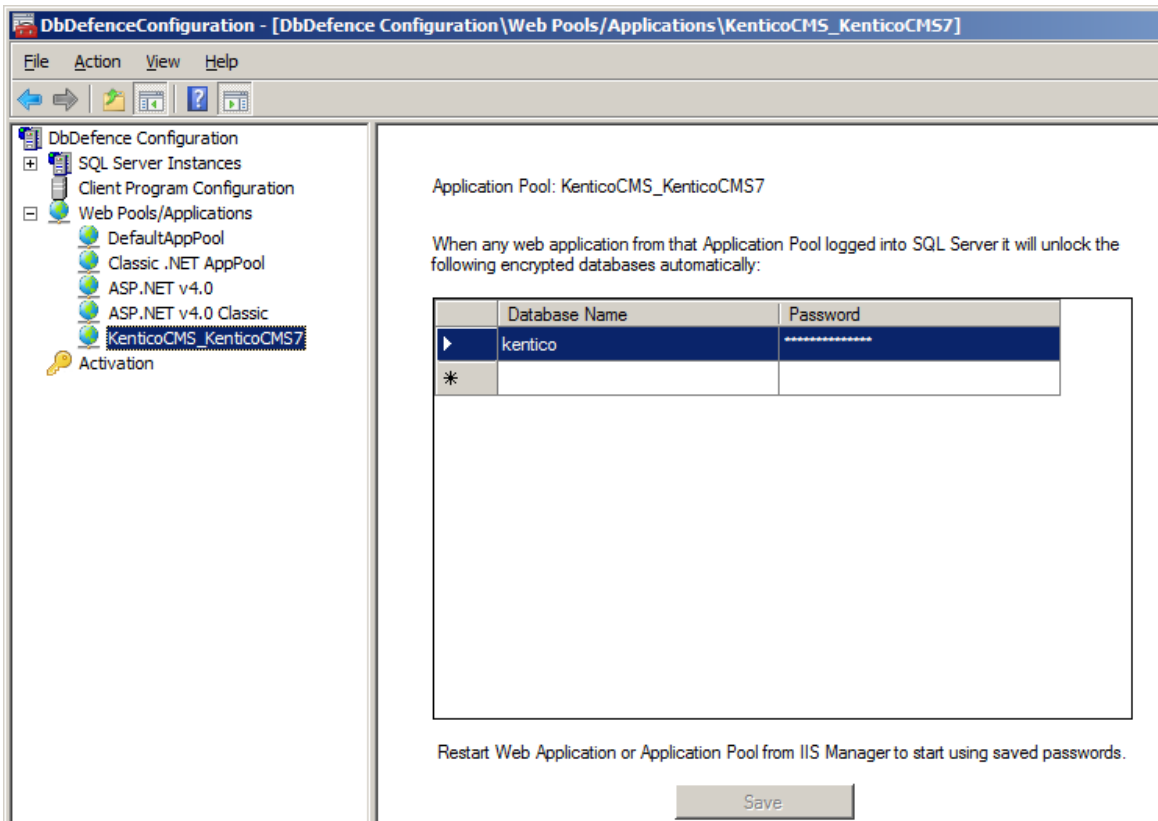 DbDefenceConfiguration - [DbDefence Configuration\Web Pools/Applications\KenticoCMS_KenticoCMS7]
File Action View Help
DbDefence Configuration
SQL Server Instances
Client Program Configuration
Web Pools/Applications
DefaultAppPool
Classic .NET AppPool
ASP.NET v4.0
ASP.NET v4.0 Classic
KenticoCMS_KenticoCMS7
Activation
Application Pool: KenticoCMS_KenticoCMS7
When any web application from that Application Pool logged into SQL Server it will unlock the
following encrypted databases automatically:
Database Name Password
kentico **************
Restart Web Application or Application Pool from IIS Manager to start using saved passwords.
Save